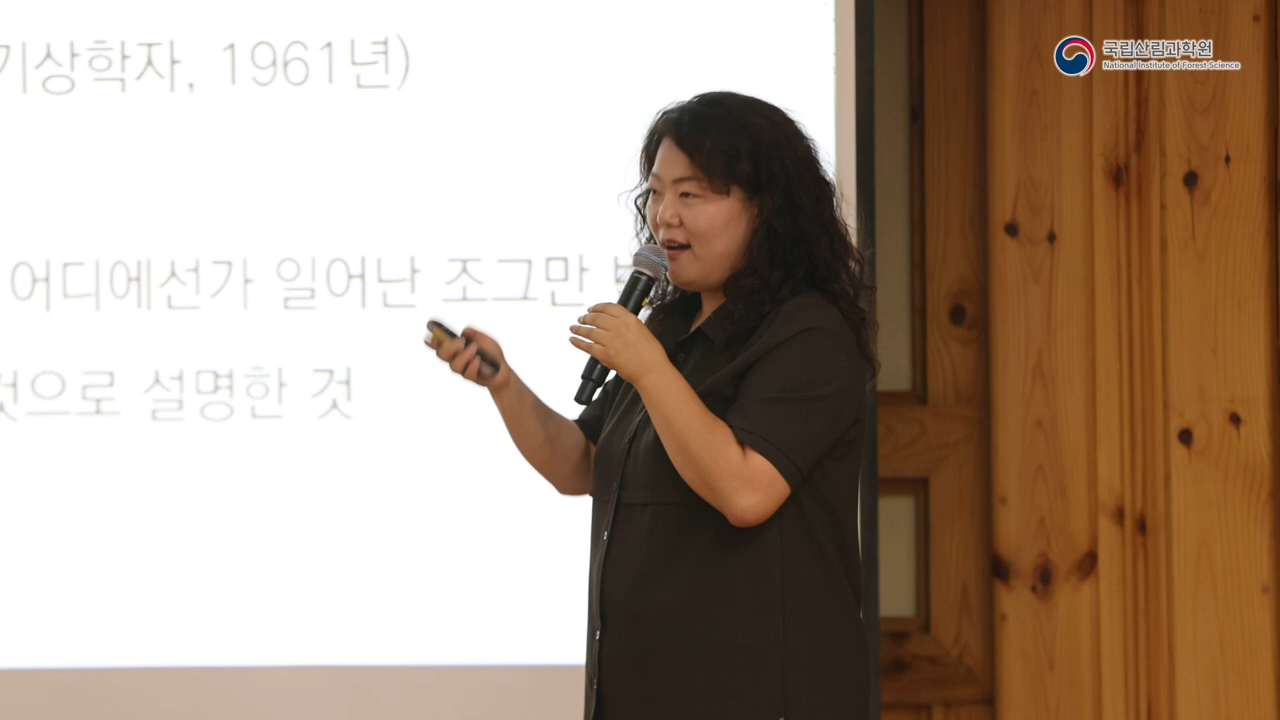 기상학자, 1961년)
국립산림과학원
National Institute of Forest Science
어디에선가 일어난 조그만
것으로 설명한 것